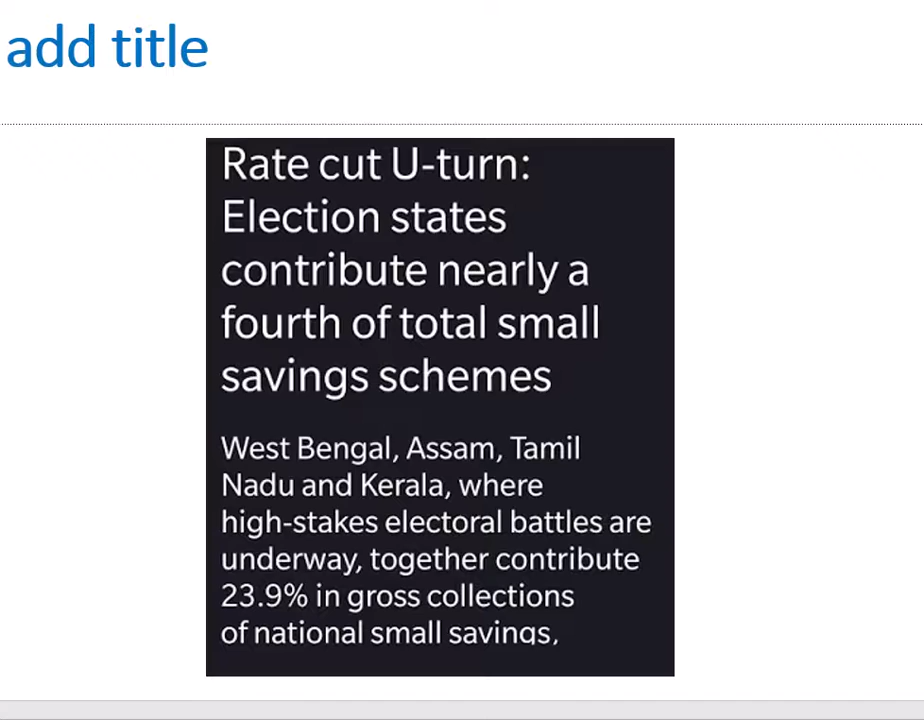 add title
Rate cut U-turn:
Election states
contribute nearly a
fourth of total small
savings schemes
West Bengal, Assam, Tamil
Nadu and Kerala, where
high-stakes electoral battles are
underway, together contribute
23.9% in gross collections
of national small savings,